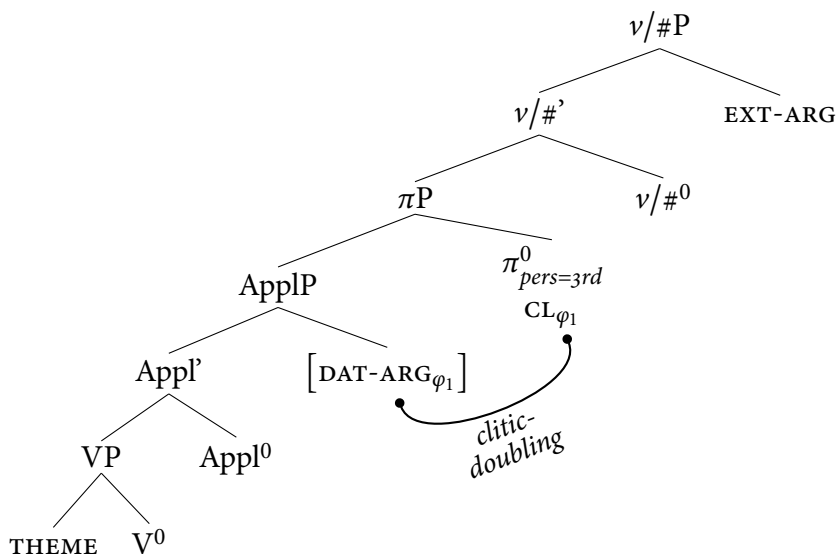 v/#P
v/#’ EXT-ARG
πP v/#⁰
ApplP π⁰pers=3rd
CLφ₁
Appl’ [DAT-ARGφ₁]
clitic-
doubling
VP Appl⁰
THEME V⁰